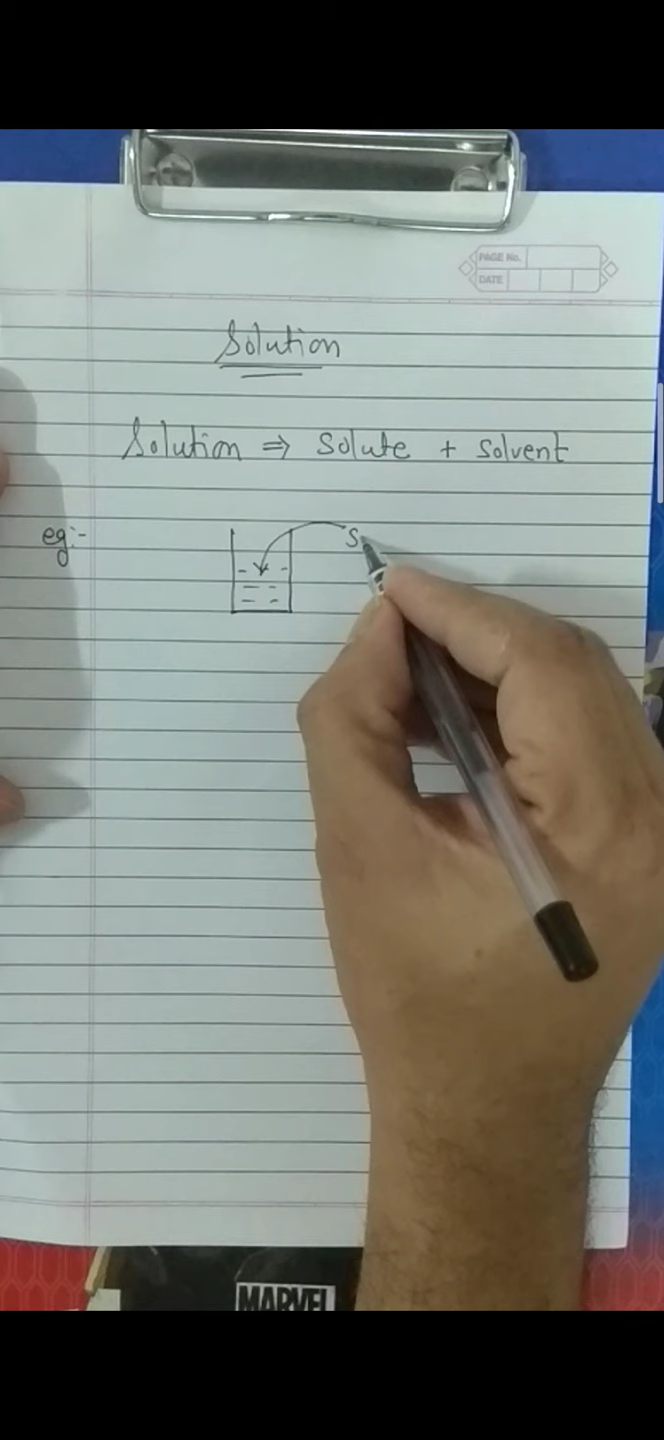 PAGE No.
DATE
Solution
Solution ⇒ Solute + Solvent
eg:-
S
MARVEL